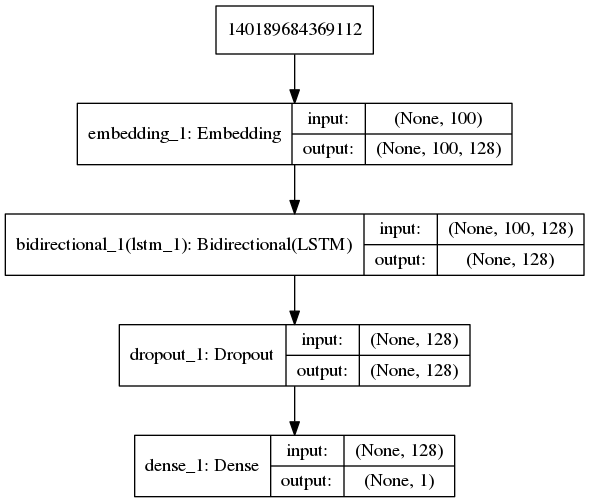 140189684369112
embedding_1: Embedding
input:
(None, 100)
output:
(None, 100, 128)
bidirectional_1(lstm_1): Bidirectional(LSTM)
input:
(None, 100, 128)
output:
(None, 128)
dropout_1: Dropout
input:
(None, 128)
output:
(None, 128)
dense_1: Dense
input:
(None, 128)
output:
(None, 1)